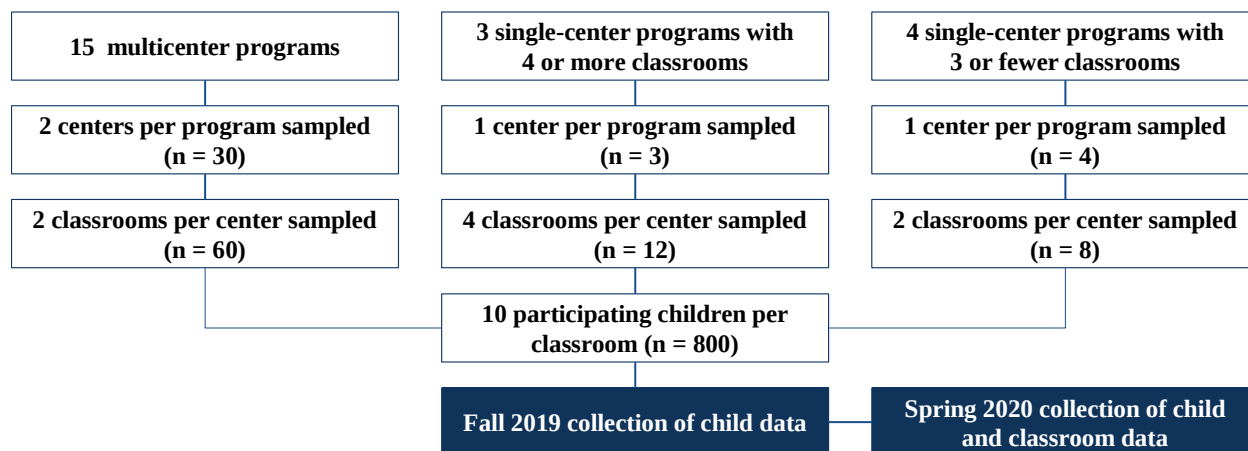 15 multicenter programs
3 single-center programs with
4 or more classrooms
4 single-center programs with
3 or fewer classrooms
2 centers per program sampled
(n = 30)
1 center per program sampled
(n = 3)
1 center per program sampled
(n = 4)
2 classrooms per center sampled
(n = 60)
4 classrooms per center sampled
(n = 12)
2 classrooms per center sampled
(n = 8)
10 participating children per
classroom (n = 800)
Fall 2019 collection of child data
Spring 2020 collection of child
and classroom data